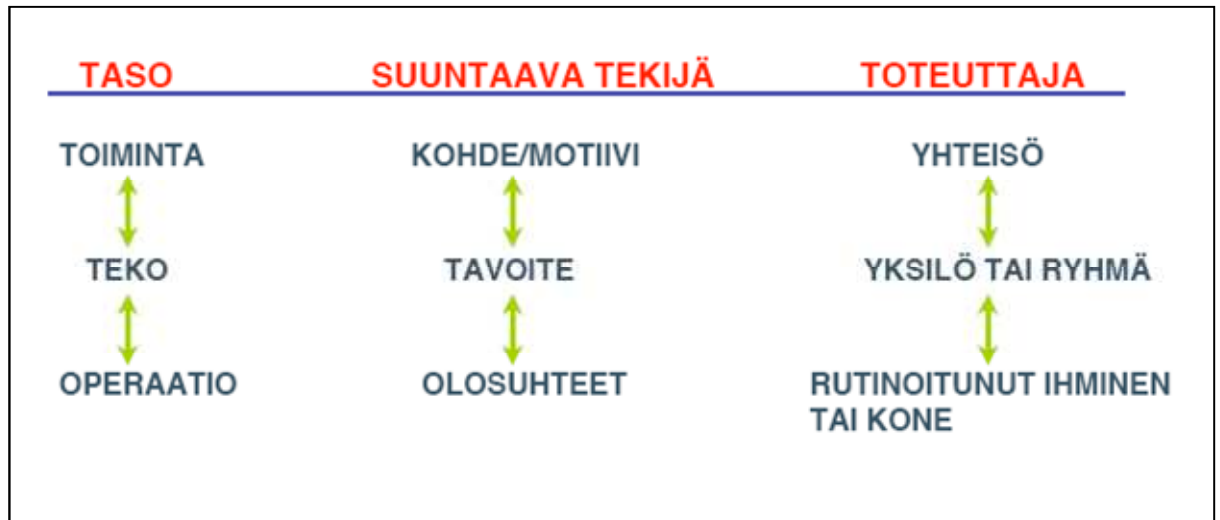 TASO SUUNTAAVA TEKIJÄ TOTEUTTAJA
TOIMINTA KOHDE/MOTIIVI YHTEISÖ
TEKO TAVOITE YKSILÖ TAI RYHMÄ
OPERAATIO OLOSUHTEET RUTINOITUNUT IHMINEN
TAI KONE